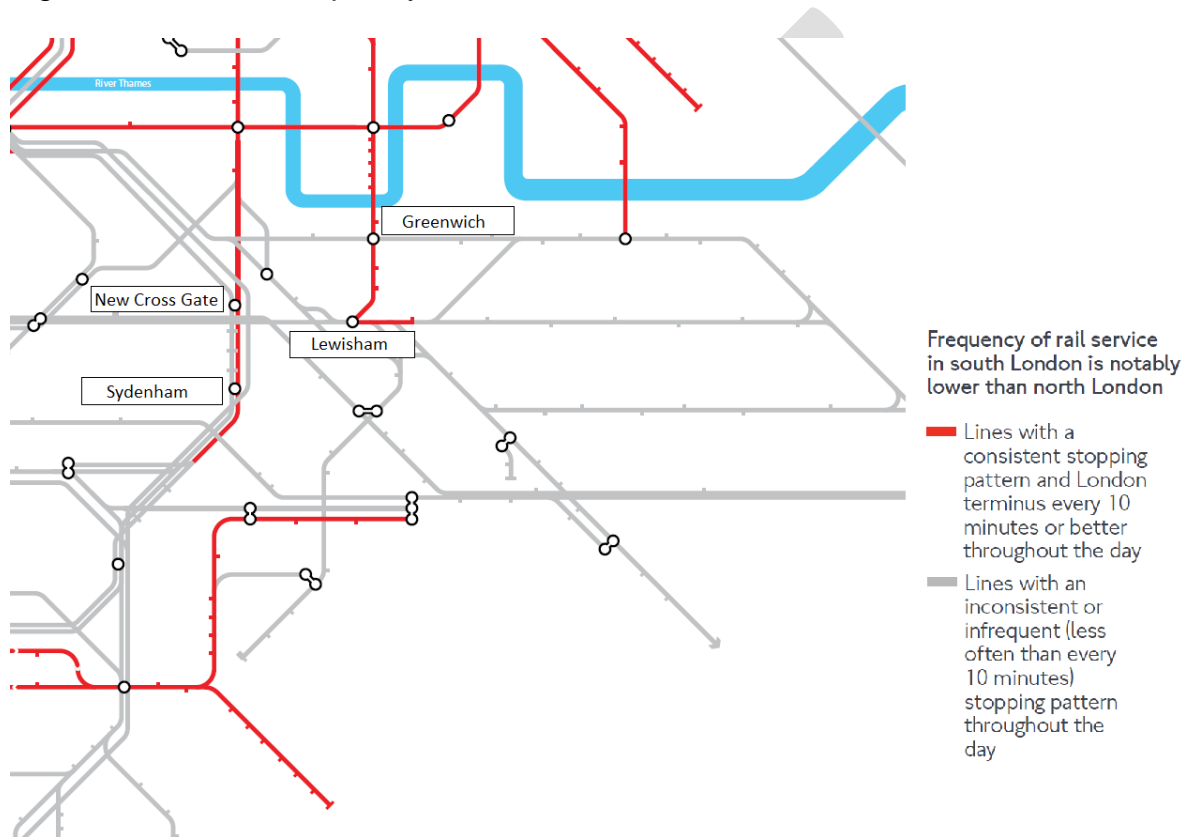 River Thames
Greenwich
New Cross Gate
Lewisham
Sydenham
Frequency of rail service
in south London is notably
lower than north London
Lines with a
consistent stopping
pattern and London
terminus every 10
minutes or better
throughout the day
Lines with an
inconsistent or
infrequent (less
often than every
10 minutes)
stopping pattern
throughout the
day